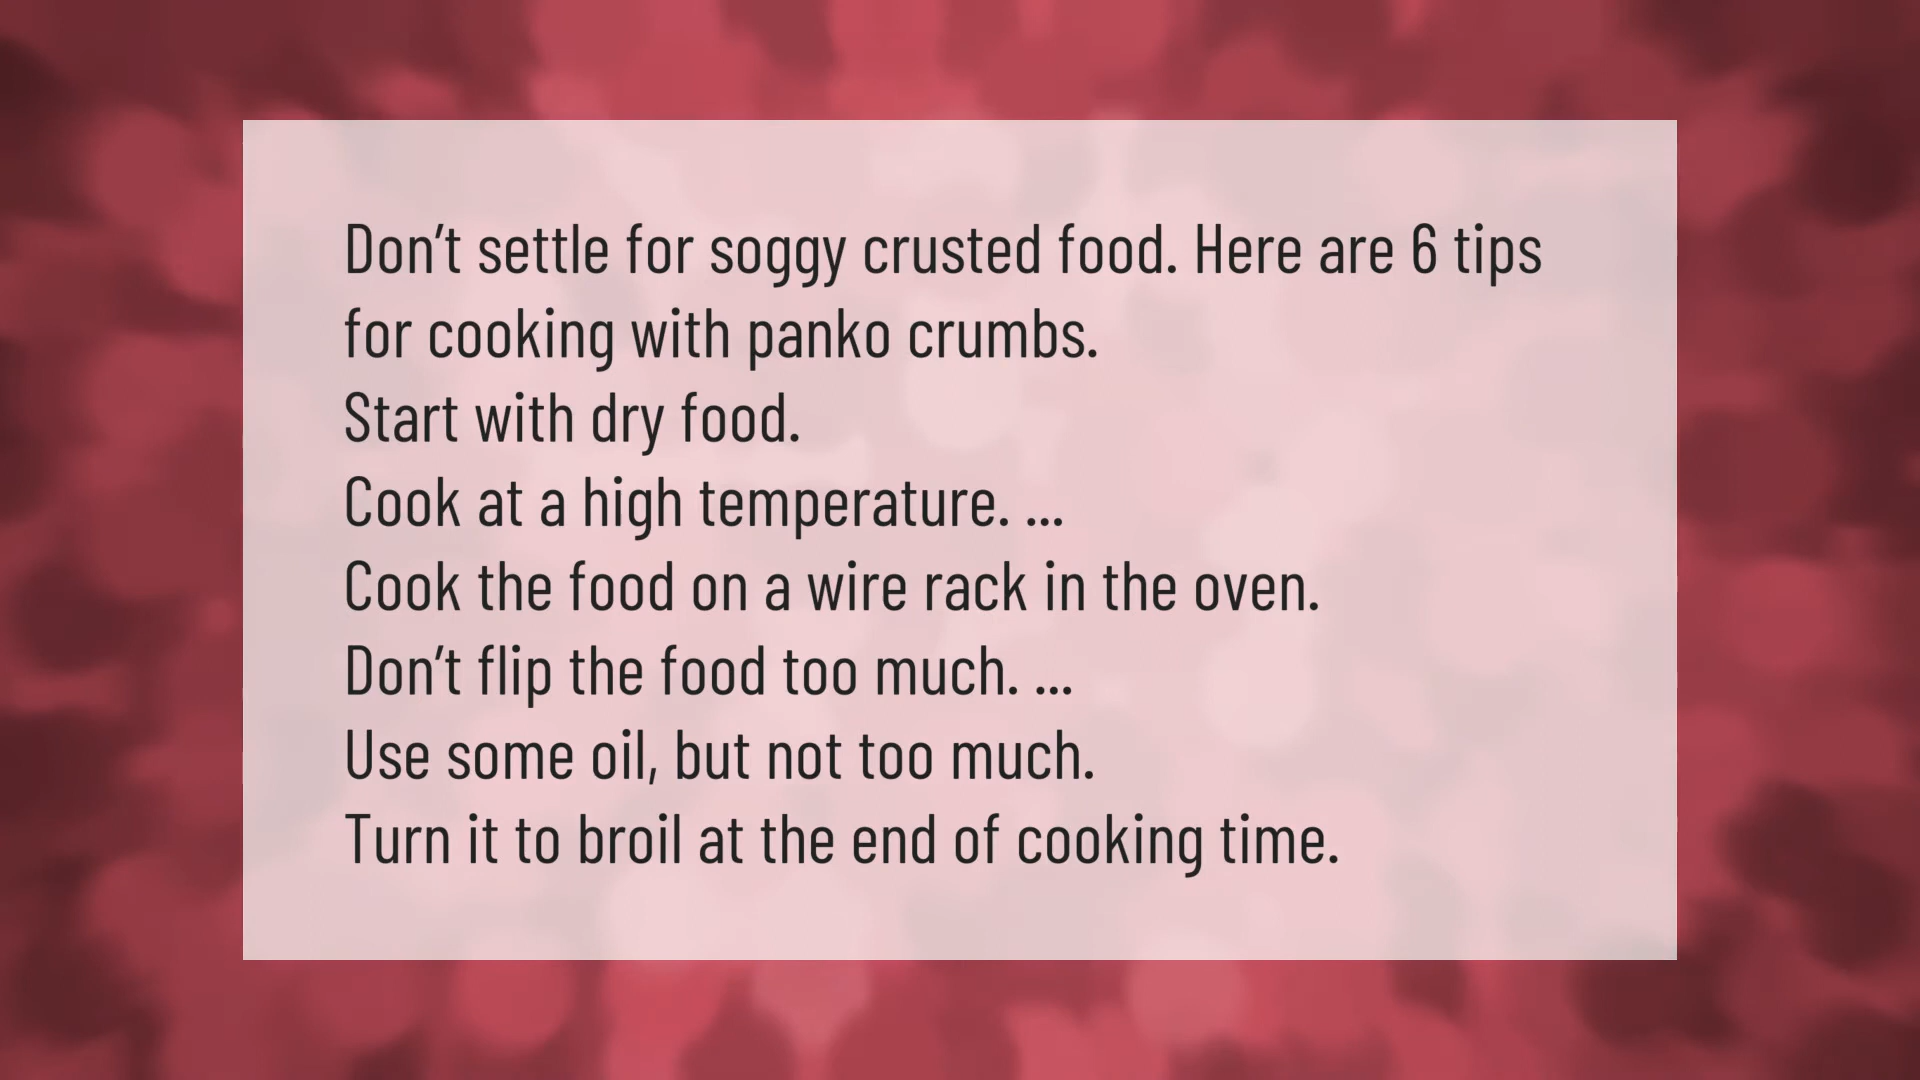 Don’t settle for soggy crusted food. Here are 6 tips
for cooking with panko crumbs.
Start with dry food.
Cook at a high temperature. ...
Cook the food on a wire rack in the oven.
Don’t flip the food too much. ...
Use some oil, but not too much.
Turn it to broil at the end of cooking time.